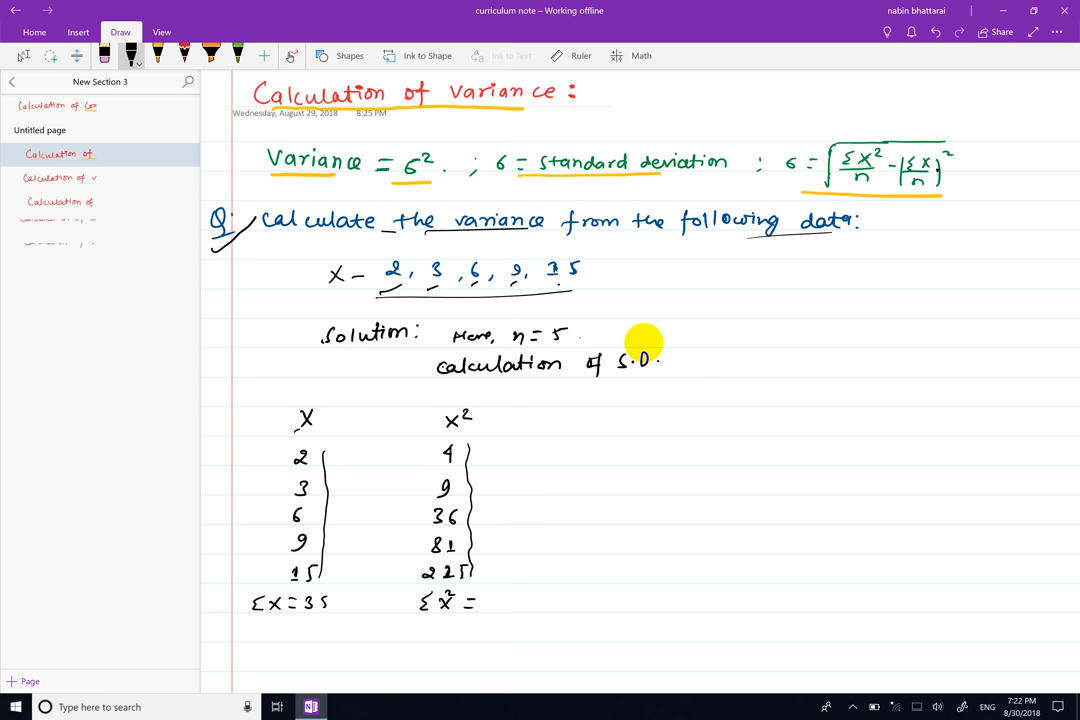 curriculum note – Working offline
nabin bhattarai
Home Insert Draw View
Share
Shapes Ink to Shape Ink to Text Ruler Math
New Section 3
Calculation of Cen
Untitled page
Calculation of
Calculation of v
Calculation of
Page
Calculation of Variance :
Wednesday, August 29, 2018 8:25 PM
Variance = σ² . ; σ = Standard deviation ; σ = √(ΣX²/n - (ΣX/n)²)
Q: Calculate the variance from the following data:
X - 2, 3, 6, 9, 15
Solution: Here, n = 5 .
Calculation of S.D.
X X²
2 4
3 9
6 36
9 81
15 225
ΣX = 35 ΣX² =
Type here to search
ENG
7:22 PM
8/30/2018